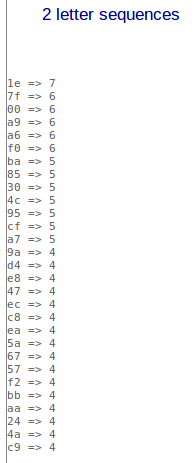 2 letter sequences
1e => 7
7f => 6
00 => 6
a9 => 6
a6 => 6
f0 => 6
ba => 5
85 => 5
30 => 5
4c => 5
95 => 5
cf => 5
a7 => 5
9a => 4
d4 => 4
e8 => 4
47 => 4
ec => 4
c8 => 4
ea => 4
5a => 4
67 => 4
57 => 4
f2 => 4
bb => 4
aa => 4
24 => 4
4a => 4
c9 => 4